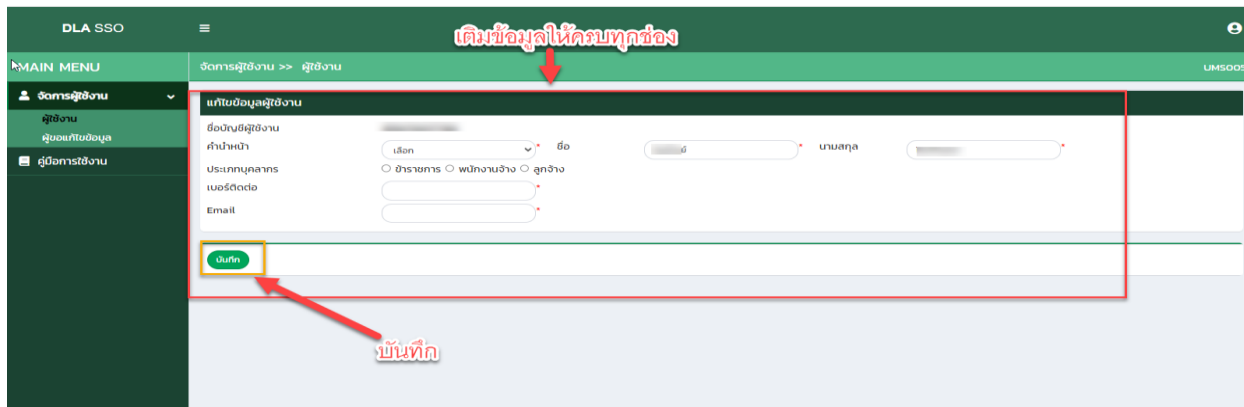 DLA SSO
เติมข้อมูลให้ครบทุกช่อง
MAIN MENU
จัดการผู้ใช้งาน >> ผู้ใช้งาน
UMS005
จัดการผู้ใช้งาน
ผู้ใช้งาน
ผู้ขอแก้ไขข้อมูล
คู่มือการใช้งาน
แก้ไขข้อมูลผู้ใช้งาน
ชื่อบัญชีผู้ใช้งาน
คำนำหน้า เลือก * ชื่อ * นามสกุล *
ประเภทบุคลากร ข้าราชการ พนักงานจ้าง ลูกจ้าง
เบอร์ติดต่อ *
Email *
บันทึก
บันทึก